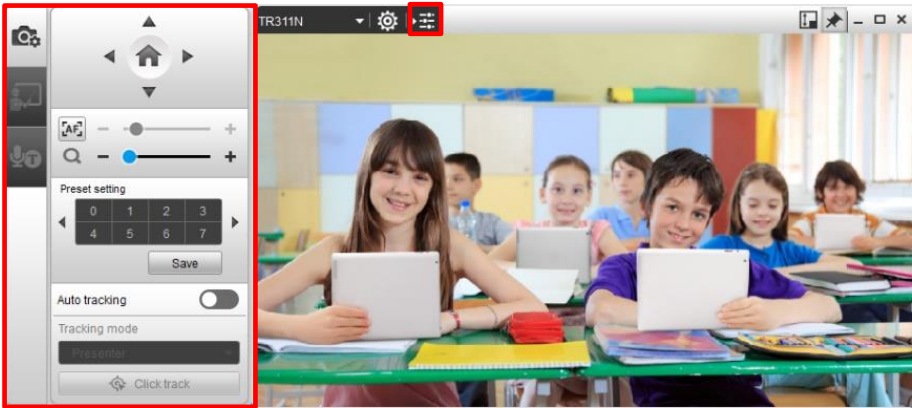 TR311N
[AF]
Preset setting
0 1 2 3
4 5 6 7
Save
Auto tracking
Tracking mode
Presenter
Click track
T